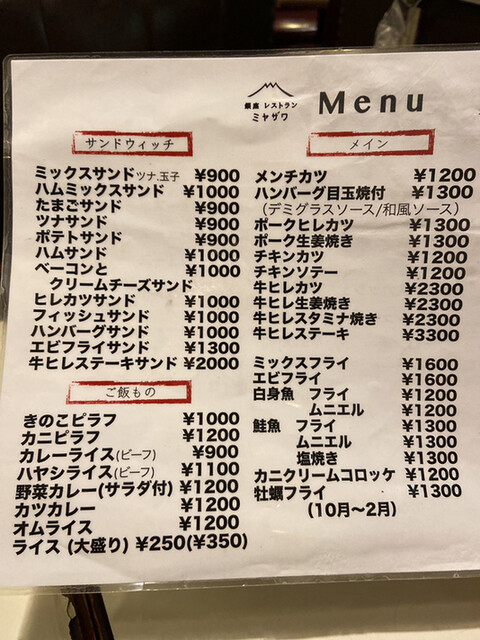 銀座 レストラン
ミヤザワ
Menu
サンドウィッチ
ミックスサンド ツナ、玉子 ¥900
ハムミックスサンド ¥1000
たまごサンド ¥900
ツナサンド ¥900
ポテトサンド ¥900
ハムサンド ¥1000
ベーコンと ¥1000
クリームチーズサンド
ヒレカツサンド ¥1000
フィッシュサンド ¥1000
ハンバーグサンド ¥1000
エビフライサンド ¥1300
牛ヒレステーキサンド ¥2000
ご飯もの
きのこピラフ ¥1000
カニピラフ ¥1200
カレーライス(ビーフ) ¥900
ハヤシライス(ビーフ) ¥1100
野菜カレー(サラダ付) ¥1200
カツカレー ¥1200
オムライス ¥1200
ライス (大盛り) ¥250(¥350)
メイン
メンチカツ ¥1200
ハンバーグ目玉焼付 ¥1300
(デミグラスソース/和風ソース)
ポークヒレカツ ¥1300
ポーク生姜焼き ¥1300
チキンカツ ¥1200
チキンソテー ¥1200
牛ヒレカツ ¥2300
牛ヒレ生姜焼き ¥2300
牛ヒレスタミナ焼き ¥2300
牛ヒレステーキ ¥3300
ミックスフライ ¥1600
エビフライ ¥1600
白身魚 フライ ¥1200
ムニエル ¥1200
鮭魚 フライ ¥1300
ムニエル ¥1300
塩焼き ¥1300
カニクリームコロッケ ¥1200
牡蠣フライ ¥1300
(10月〜2月)